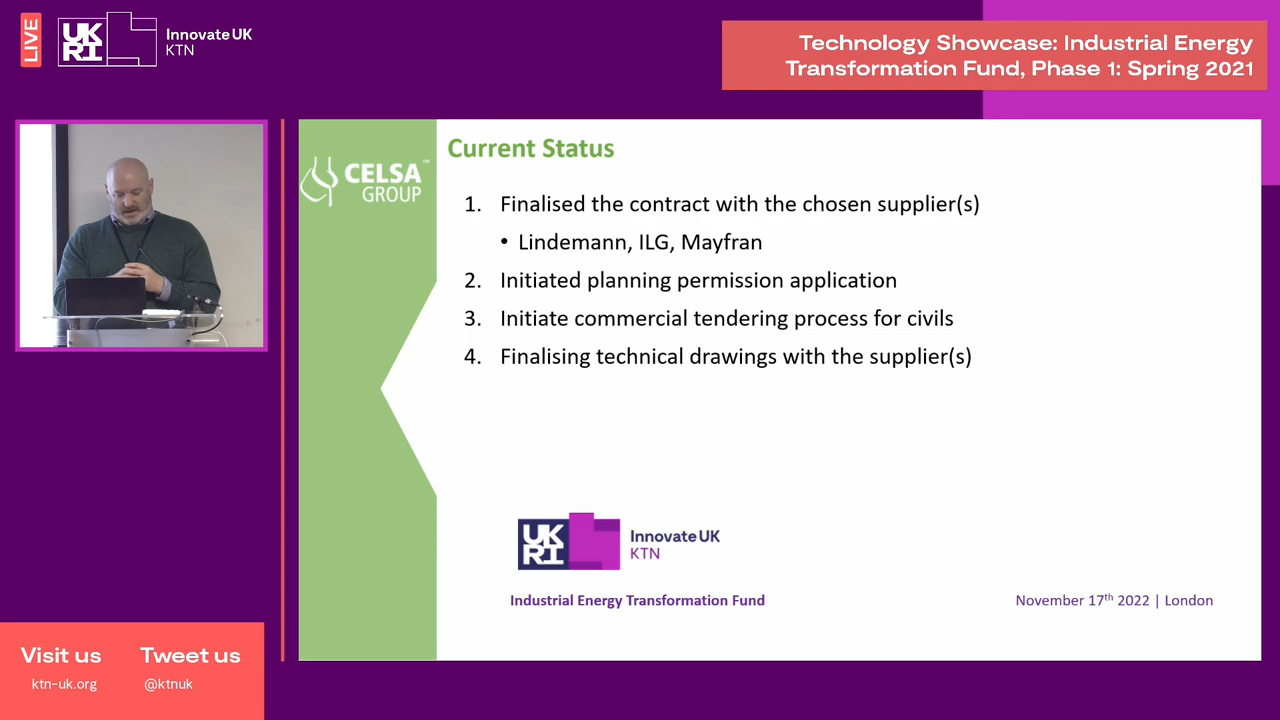 LIVE
UK
RI
Innovate UK
KTN
Technology Showcase: Industrial Energy
Transformation Fund, Phase 1: Spring 2021
CELSA™
GROUP
Current Status
1. Finalised the contract with the chosen supplier(s)
• Lindemann, ILG, Mayfran
2. Initiated planning permission application
3. Initiate commercial tendering process for civils
4. Finalising technical drawings with the supplier(s)
UK
RI
Innovate UK
KTN
Industrial Energy Transformation Fund
November 17th 2022 | London
Visit us
ktn-uk.org
Tweet us
@ktnuk